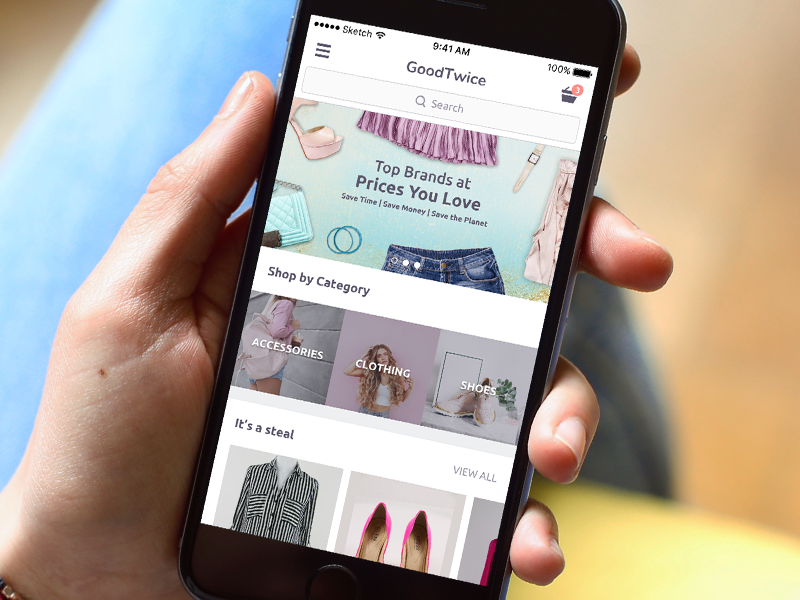 Sketch
9:41 AM
100%
GoodTwice
3
Search
Top Brands at
Prices You Love
Save Time | Save Money | Save the Planet
Shop by Category
ACCESSORIES
CLOTHING
SHOES
It's a steal
VIEW ALL